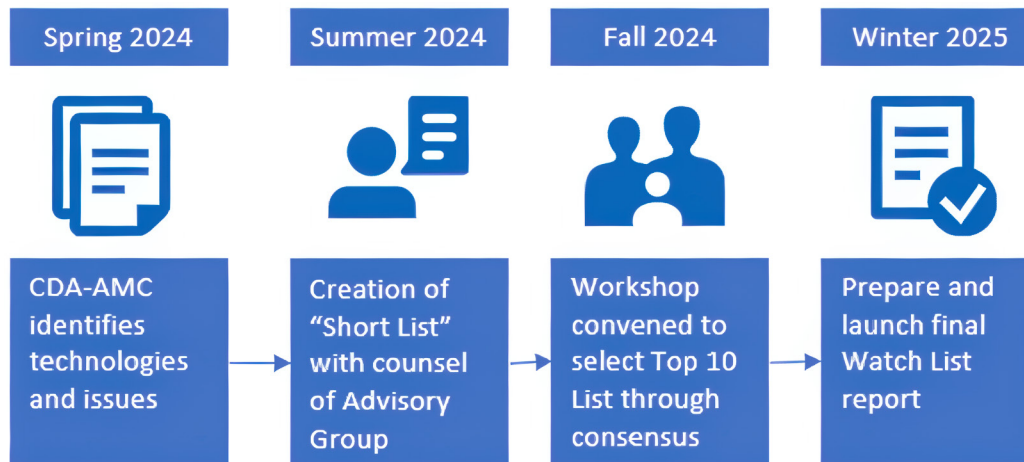 Spring 2024
Summer 2024
Fall 2024
Winter 2025
CDA-AMC
identifies
technologies
and issues
Creation of
“Short List”
with counsel
of Advisory
Group
Workshop
convened to
select Top 10
List through
consensus
Prepare and
launch final
Watch List
report